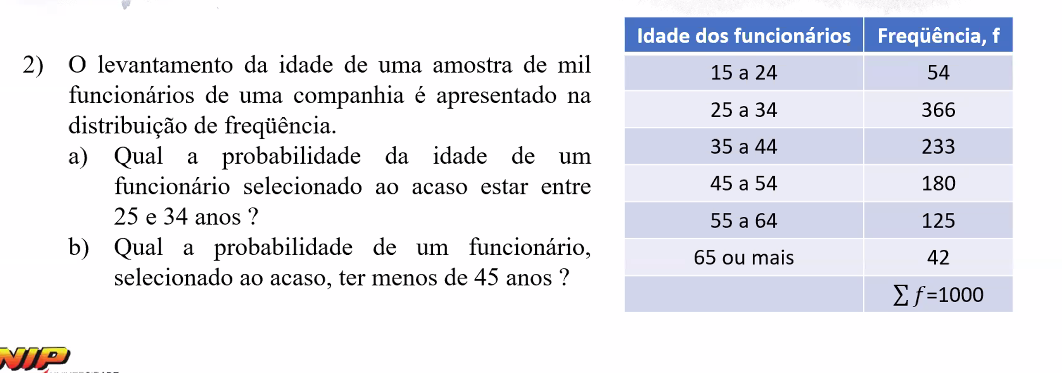 2) O levantamento da idade de uma amostra de mil
funcionários de uma companhia é apresentado na
distribuição de freqüência.
a) Qual a probabilidade da idade de um
funcionário selecionado ao acaso estar entre
25 e 34 anos ?
b) Qual a probabilidade de um funcionário,
selecionado ao acaso, ter menos de 45 anos ?
Idade dos funcionários Freqüência, f
15 a 24 54
25 a 34 366
35 a 44 233
45 a 54 180
55 a 64 125
65 ou mais 42
∑ f=1000
NIP